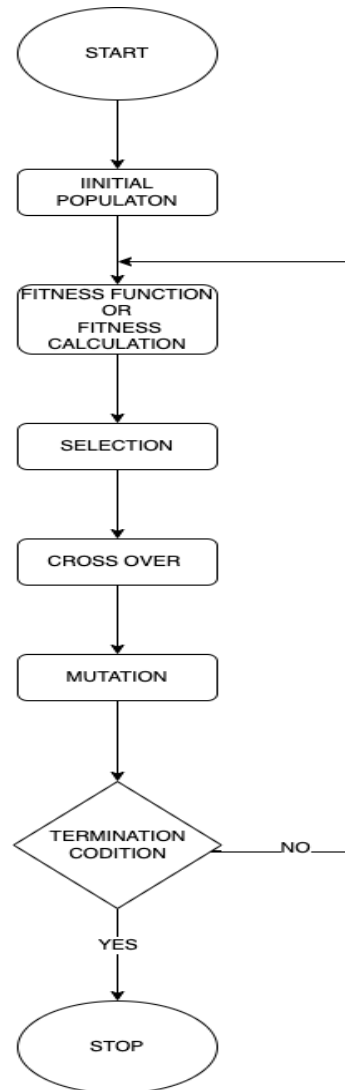 START
IINITIAL
POPULATON
FITNESS FUNCTION
OR
FITNESS
CALCULATION
SELECTION
CROSS OVER
MUTATION
TERMINATION
CODITION
NO
YES
STOP